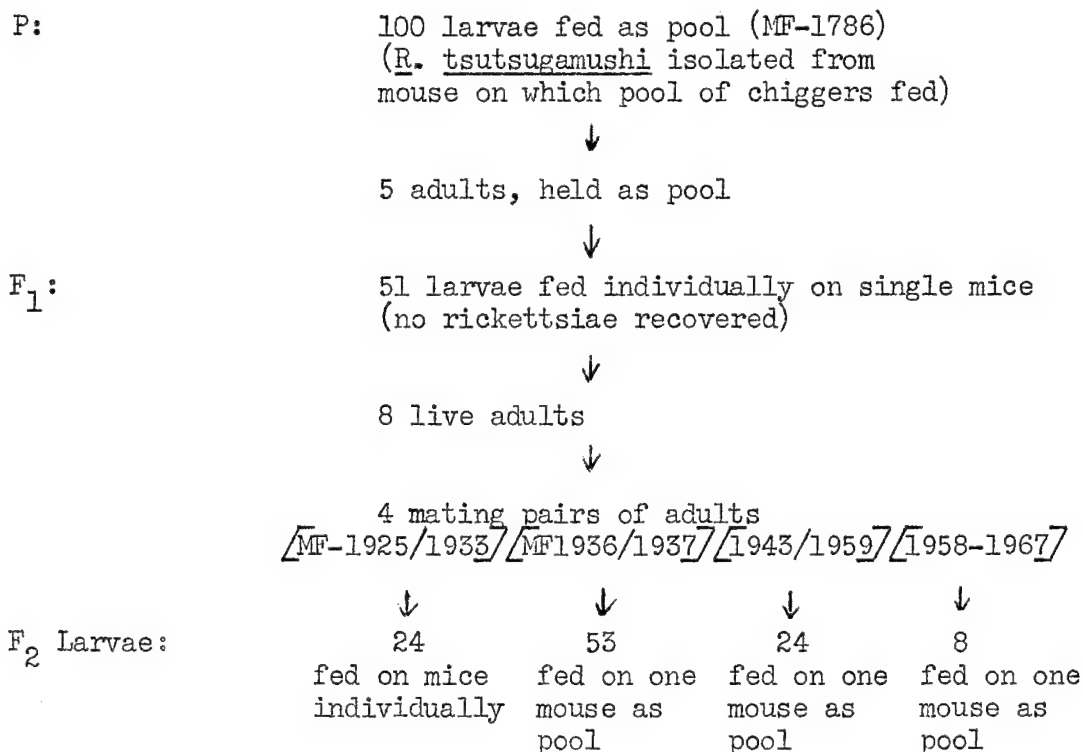 P: 100 larvae fed as pool (MF-1786)
(R. tsutsugamushi isolated from
mouse on which pool of chiggers fed)
↓
5 adults, held as pool
↓
F1: 51 larvae fed individually on single mice
(no rickettsiae recovered)
↓
8 live adults
↓
4 mating pairs of adults
[MF-1925/1933] [MF1936/1937] [1943/1959] [1958-1967]
↓ ↓ ↓ ↓
F2 Larvae: 24 53 24 8
fed on mice fed on one fed on one fed on one
individually mouse as mouse as mouse as
pool pool pool